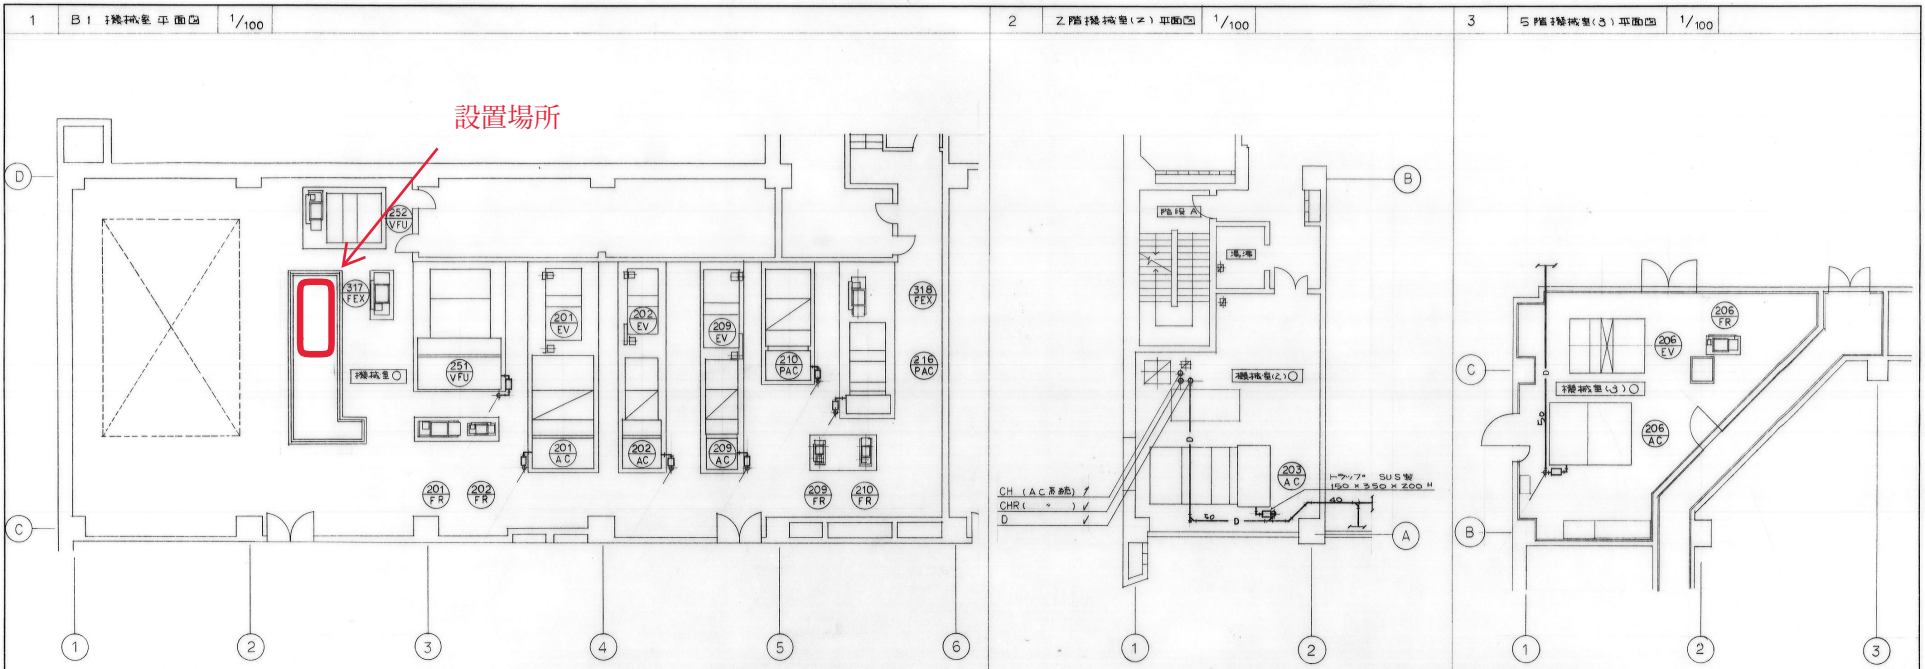 1 B1 機械室 平面図 1/100
2 2階機械室(2) 平面図 1/100
3 5階機械室(3) 平面図 1/100
設置場所
D
252
VFU
317
FEX
機械室
251
VFU
201
EV
202
EV
209
EV
210
PAC
318
FEX
216
PAC
201
AC
202
AC
209
AC
201
FR
202
FR
209
FR
210
FR
C
1
2
3
4
5
6
B
階段 A
湯沸
機械室(2)
D
203
AC
トラップ SUS製
150 × 350 × 200 H
CH (AC系統)
CHR( 〃 )
D
50
D
40
A
1
2
206
FR
206
EV
C
D
機械室(3)
50
206
AC
B
1
2
3